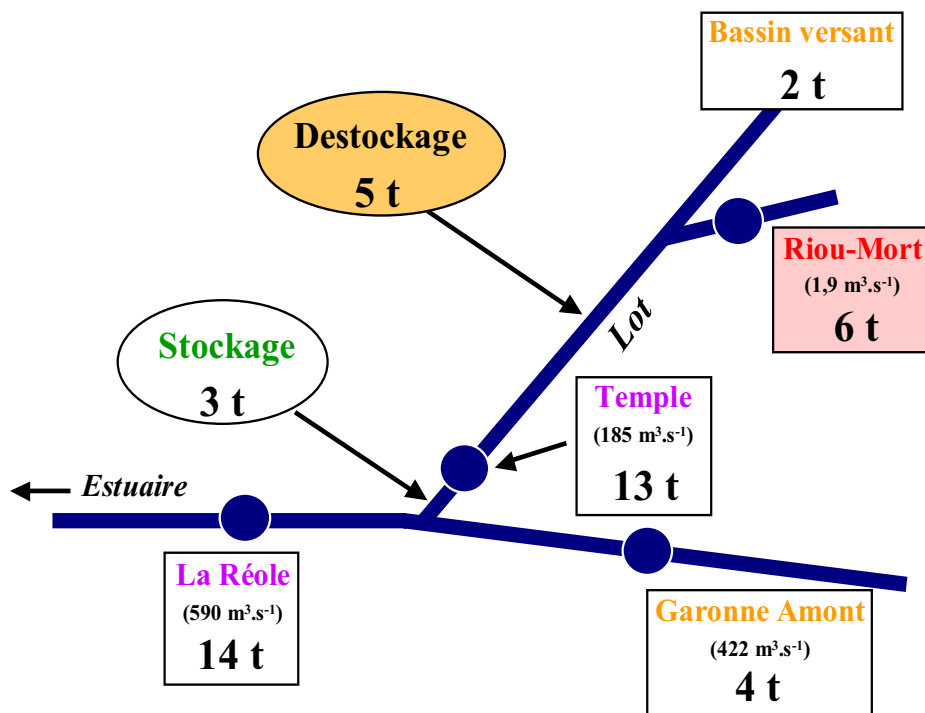 Bassin versant
2 t
Destockage
5 t
Riou-Mort
(1,9 m³.s⁻¹)
6 t
Lot
Stockage
3 t
Temple
(185 m³.s⁻¹)
13 t
Estuaire
La Réole
(590 m³.s⁻¹)
14 t
Garonne Amont
(422 m³.s⁻¹)
4 t